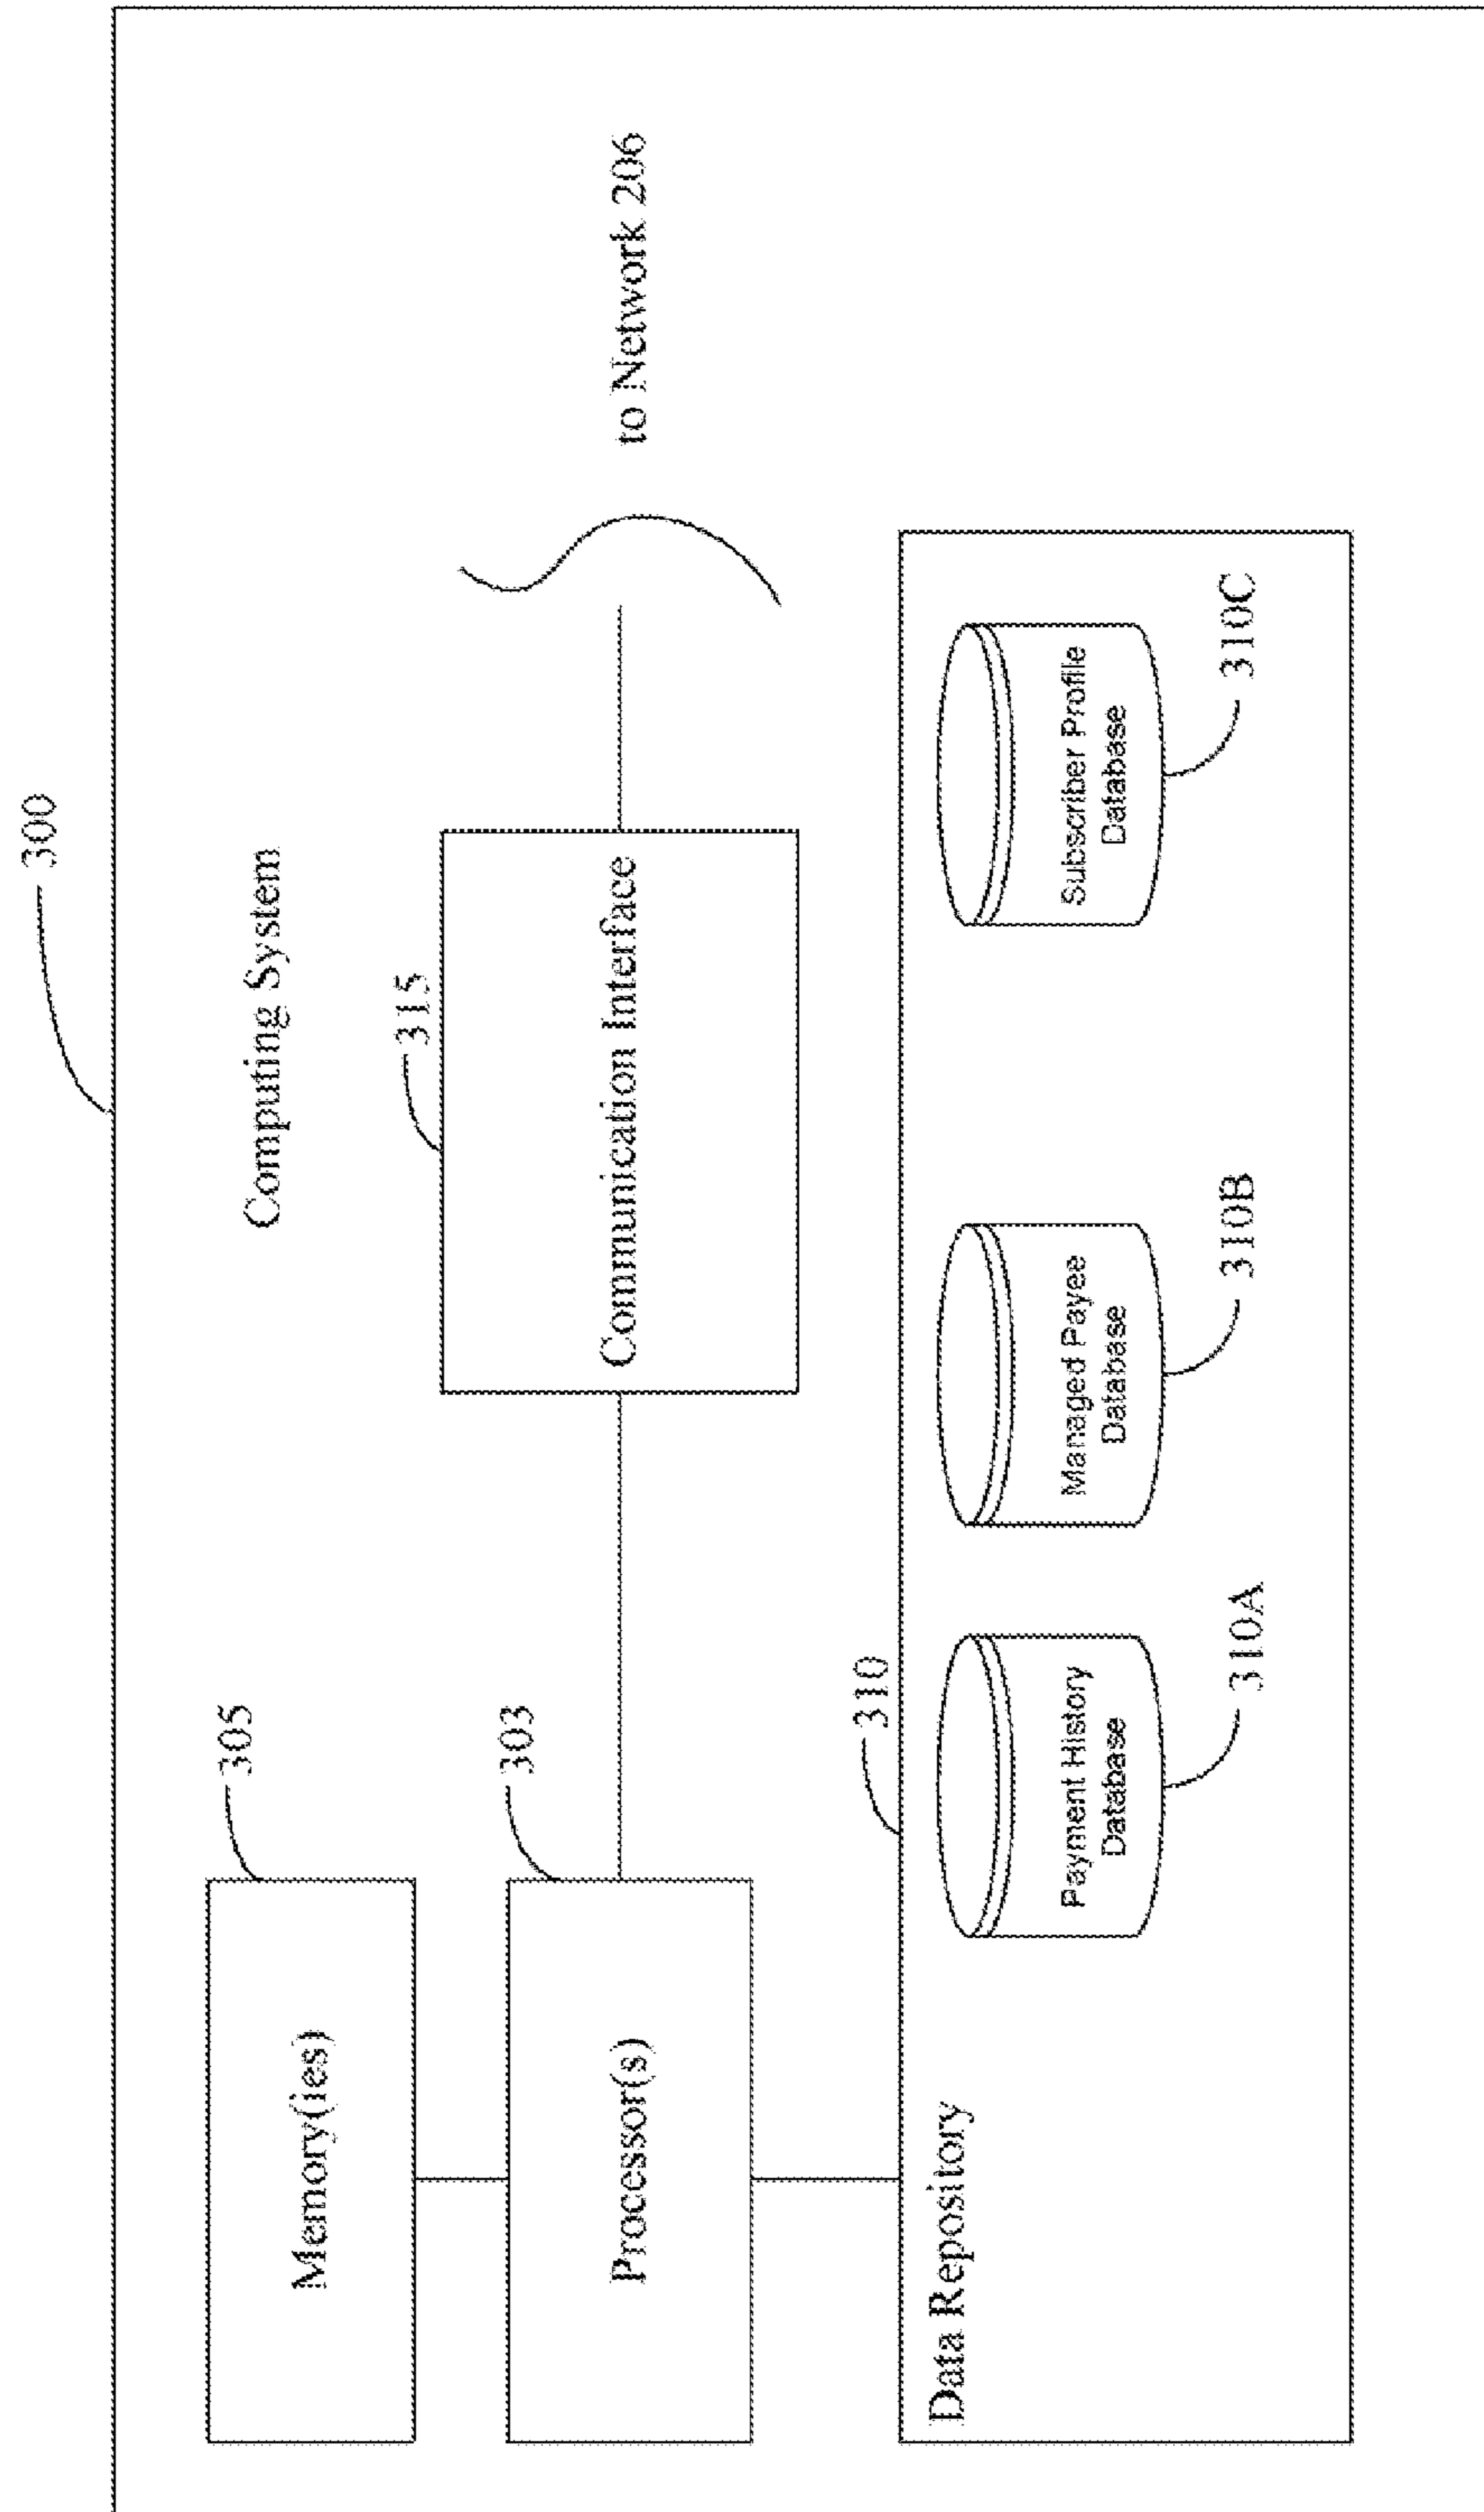 300
Computing System
305
Memory(ies)
315
Communication Interface
to Network 206
303
Processor(s)
310
Data Repository
Payment History
Database
310A
Managed Payee
Database
310B
Subscriber Profile
Database
310C